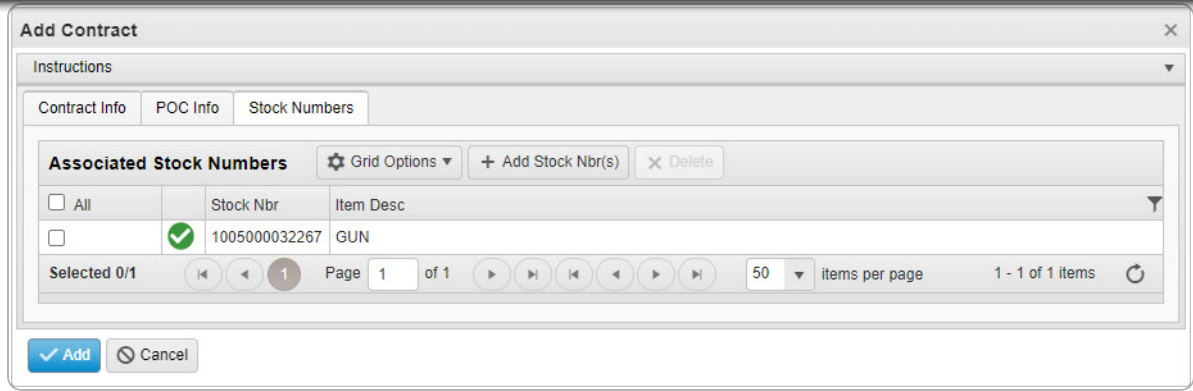 Add Contract
Instructions
Contract Info POC Info Stock Numbers
Associated Stock Numbers Grid Options + Add Stock Nbr(s) Delete
All Stock Nbr Item Desc
1005000032267 GUN
Selected 0/1 1 Page 1 of 1 50 items per page 1 - 1 of 1 items
Add Cancel